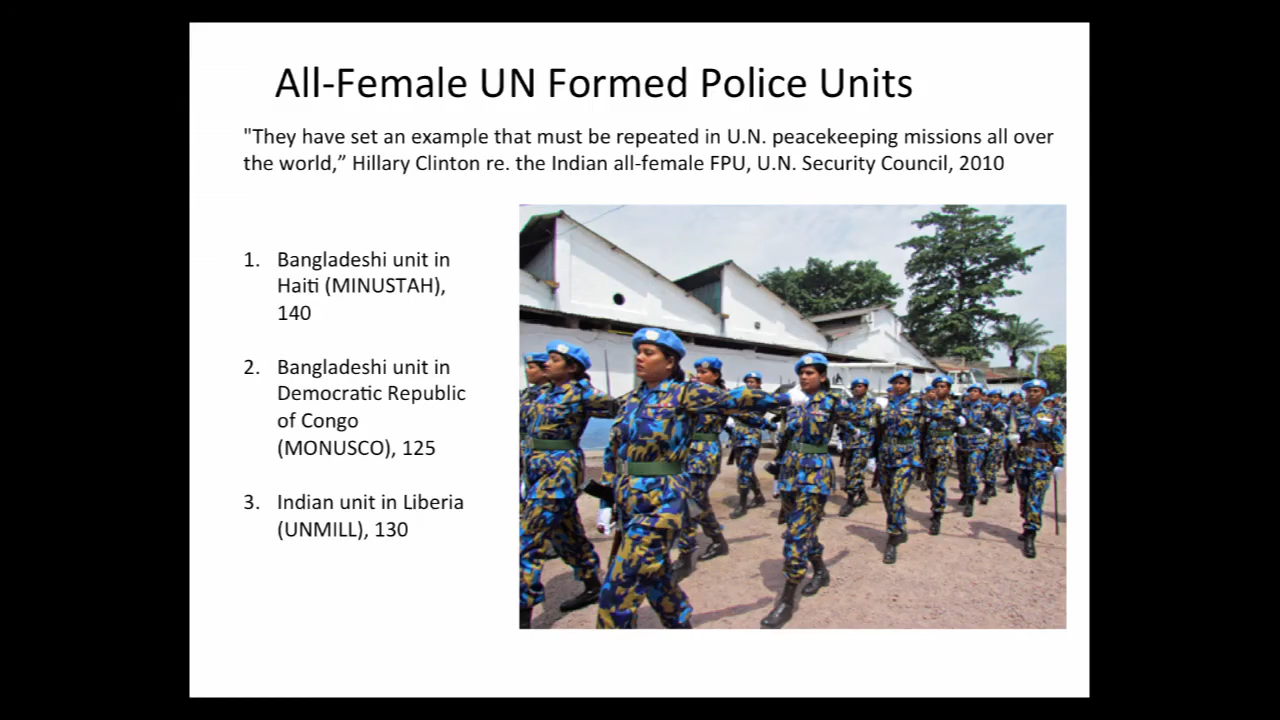 All-Female UN Formed Police Units
"They have set an example that must be repeated in U.N. peacekeeping missions all over
the world,” Hillary Clinton re. the Indian all-female FPU, U.N. Security Council, 2010
1. Bangladeshi unit in
Haiti (MINUSTAH),
140
2. Bangladeshi unit in
Democratic Republic
of Congo
(MONUSCO), 125
3. Indian unit in Liberia
(UNMILL), 130